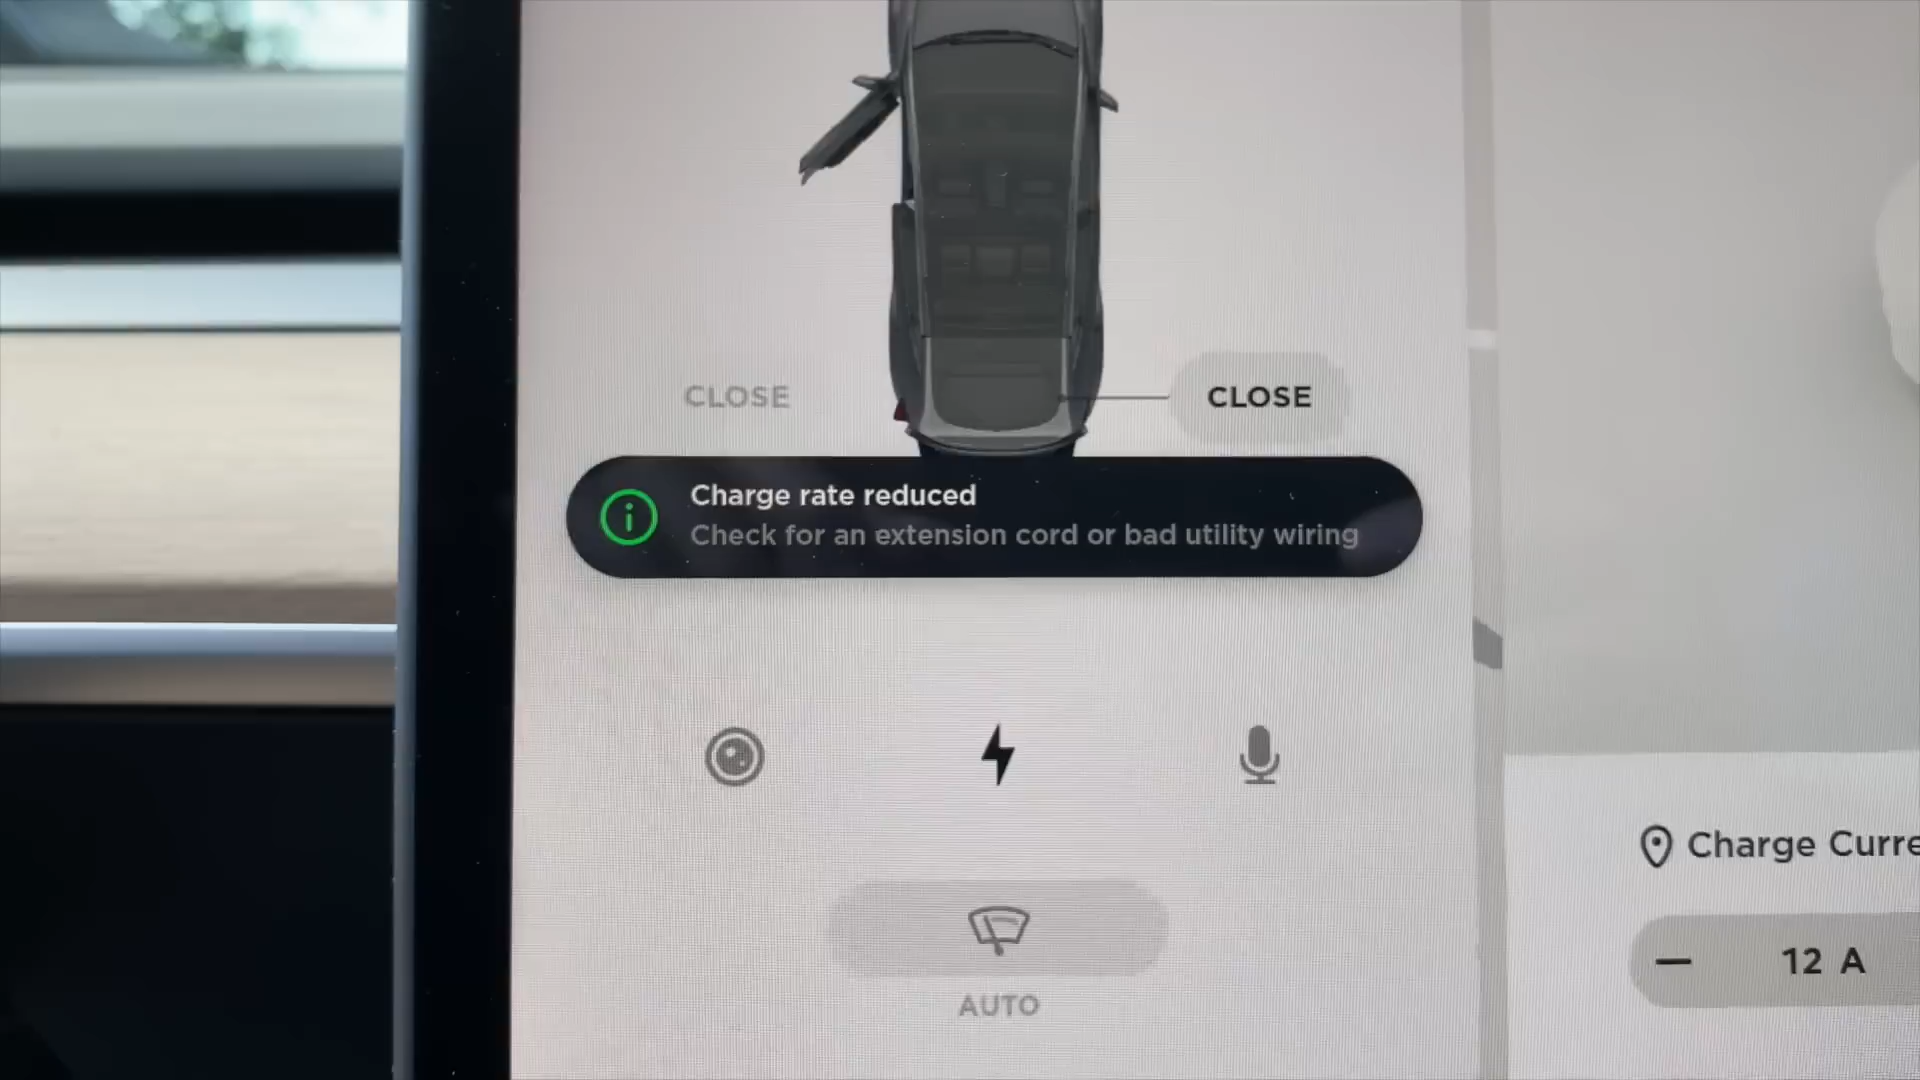 CLOSE
CLOSE
Charge rate reduced
Check for an extension cord or bad utility wiring
Charge Curre
12 A
AUTO